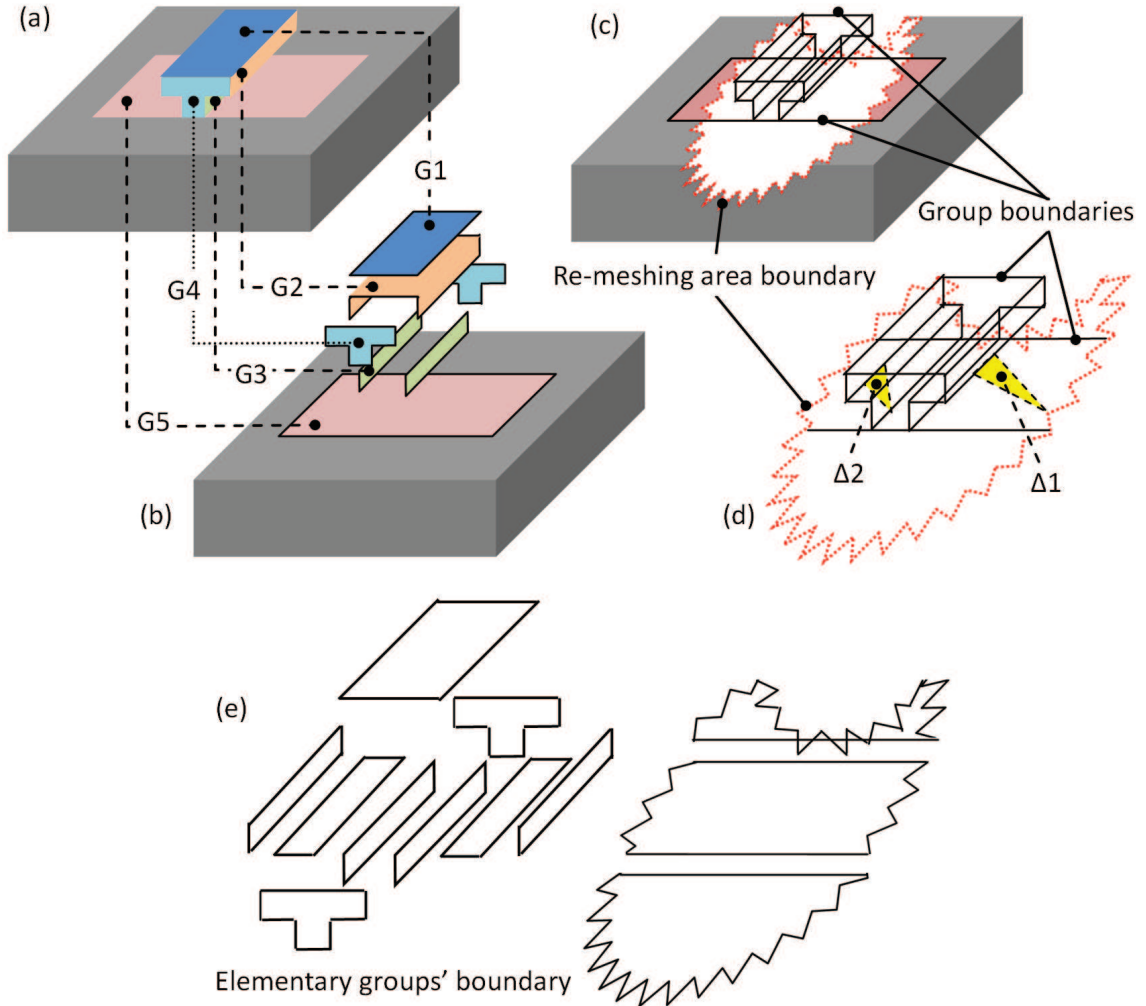 (a)
(c)
G1
Group boundaries
Re-meshing area boundary
G4
G2
G3
G5
Δ2
Δ1
(b)
(d)
(e)
Elementary groups' boundary